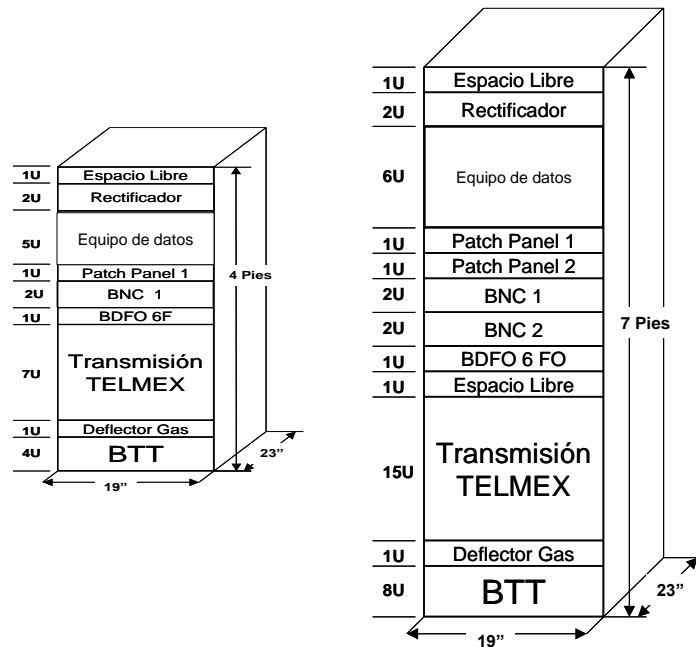 1U Espacio Libre
2U Rectificador
5U Equipo de datos
1U Patch Panel 1
2U BNC 1
1U BDFO 6F
7U Transmisión
TELMEX
1U Deflector Gas
4U BTT
4 Pies
23”
19”
1U Espacio Libre
2U Rectificador
6U Equipo de datos
1U Patch Panel 1
1U Patch Panel 2
2U BNC 1
2U BNC 2
1U BDFO 6 FO
1U Espacio Libre
15U Transmisión
TELMEX
1U Deflector Gas
8U BTT
7 Pies
23”
19”